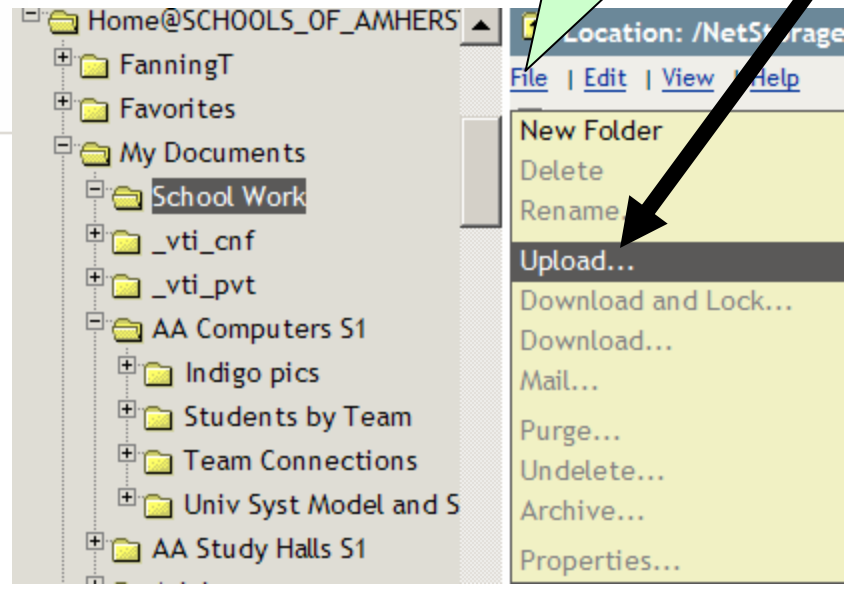 Home@SCHOOLS_OF_AMHERS
FanningT
Favorites
My Documents
School Work
_vti_cnf
_vti_pvt
AA Computers S1
Indigo pics
Students by Team
Team Connections
Univ Syst Model and S
AA Study Halls S1
Location: /NetStorage
File | Edit | View | Help
New Folder
Delete
Rename...
Upload...
Download and Lock...
Download...
Mail...
Purge...
Undelete...
Archive...
Properties...